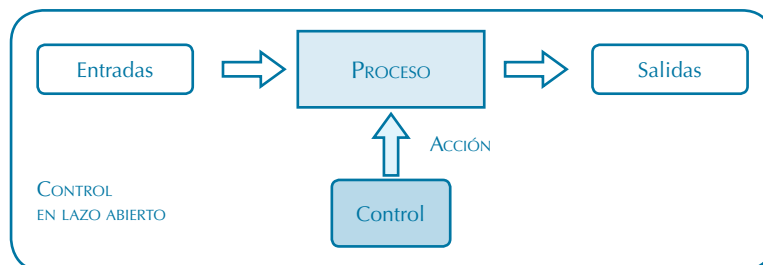 Entradas
PROCESO
Salidas
ACCIÓN
CONTROL
EN LAZO ABIERTO
Control